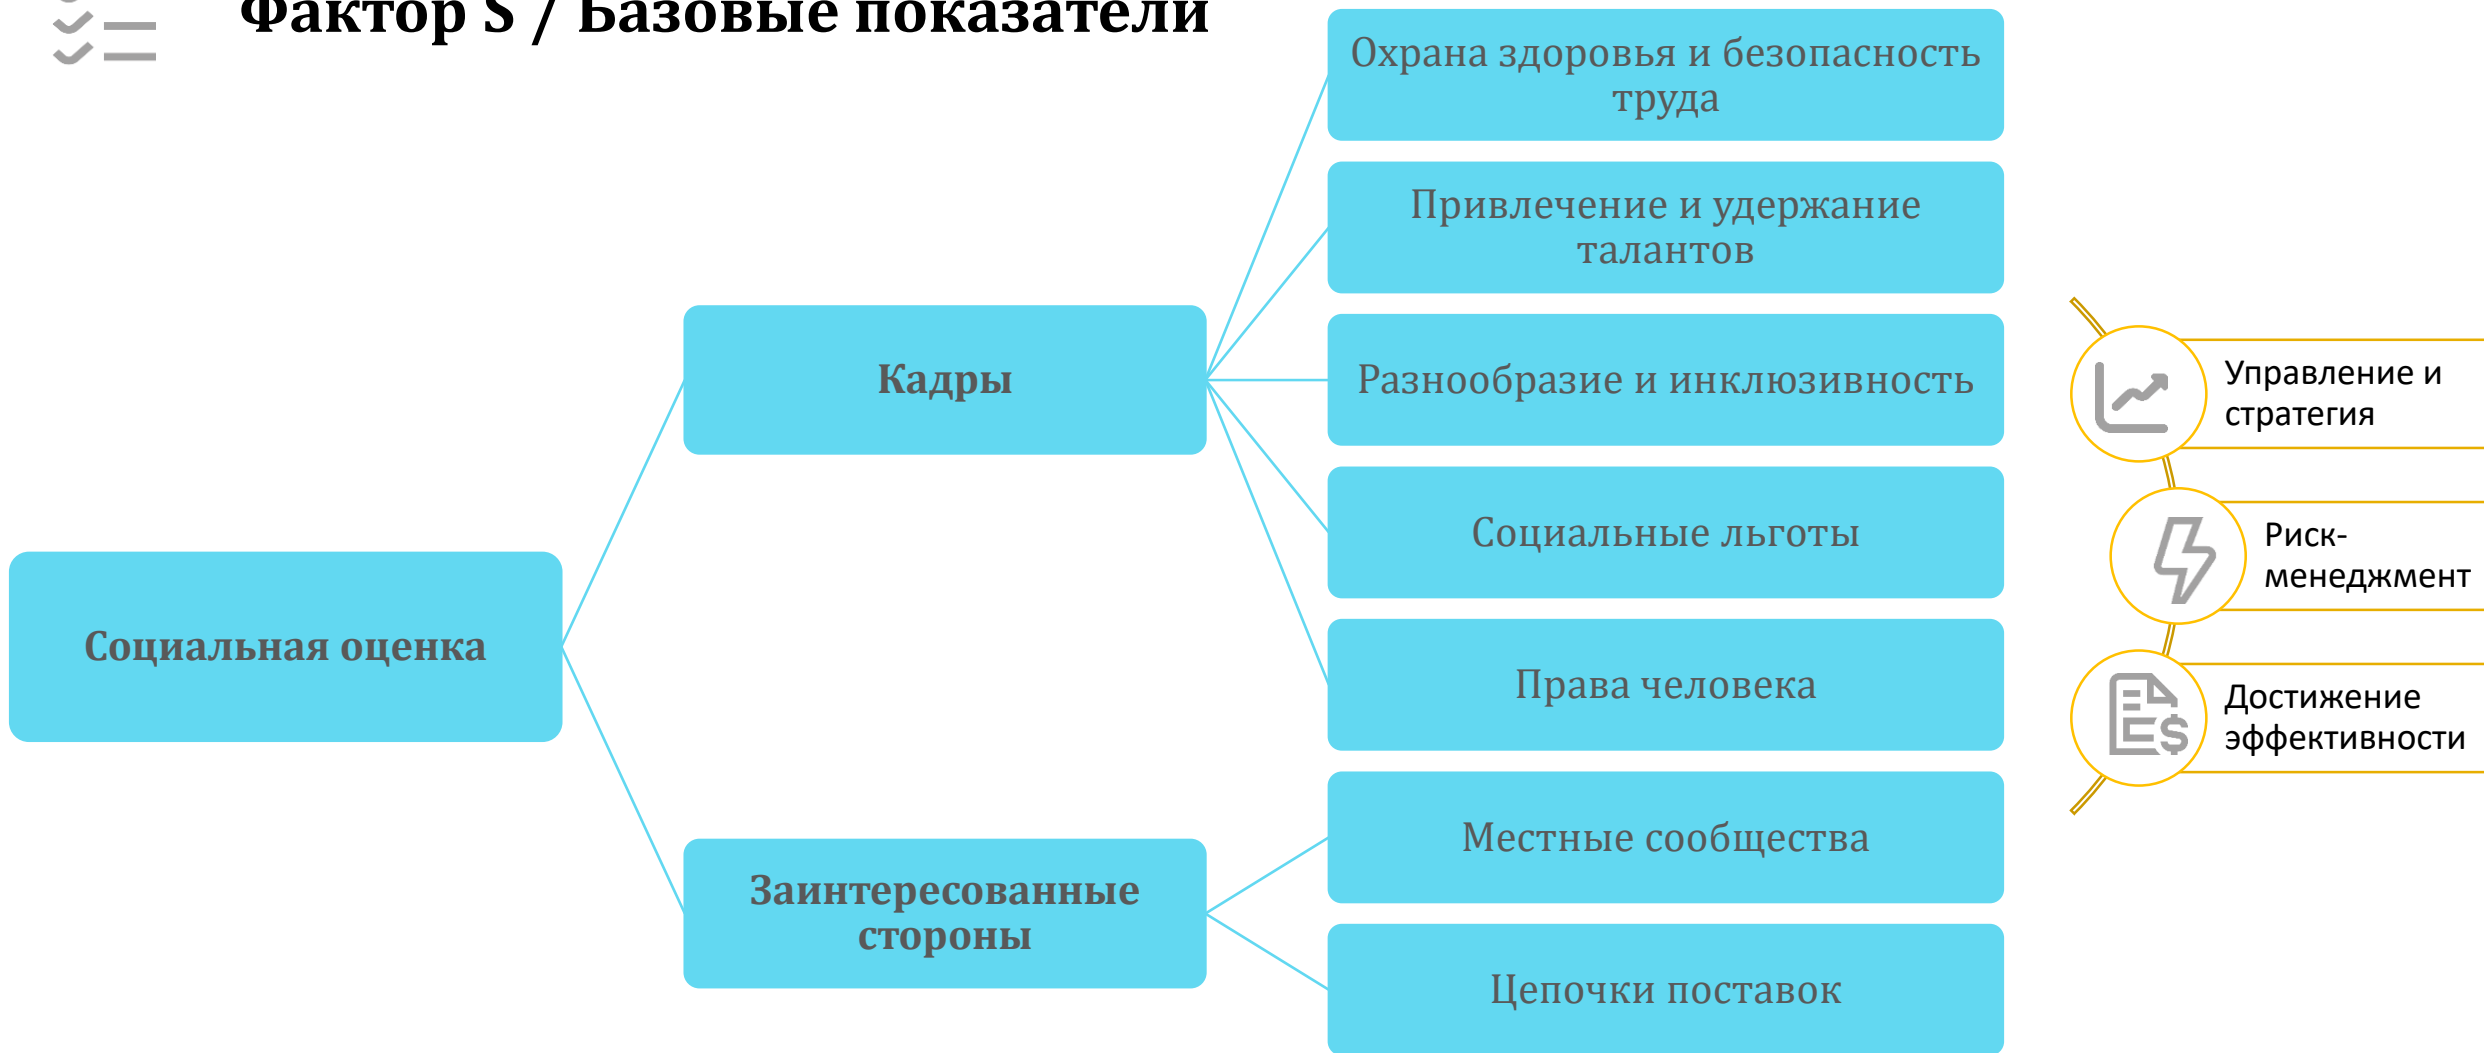 Фактор S / Базовые показатели
Охрана здоровья и безопасность
труда
Привлечение и удержание
талантов
Разнообразие и инклюзивность
Социальные льготы
Права человека
Местные сообщества
Цепочки поставок
Кадры
Заинтересованные
стороны
Социальная оценка
Управление и
стратегия
Риск-
менеджмент
Достижение
эффективности